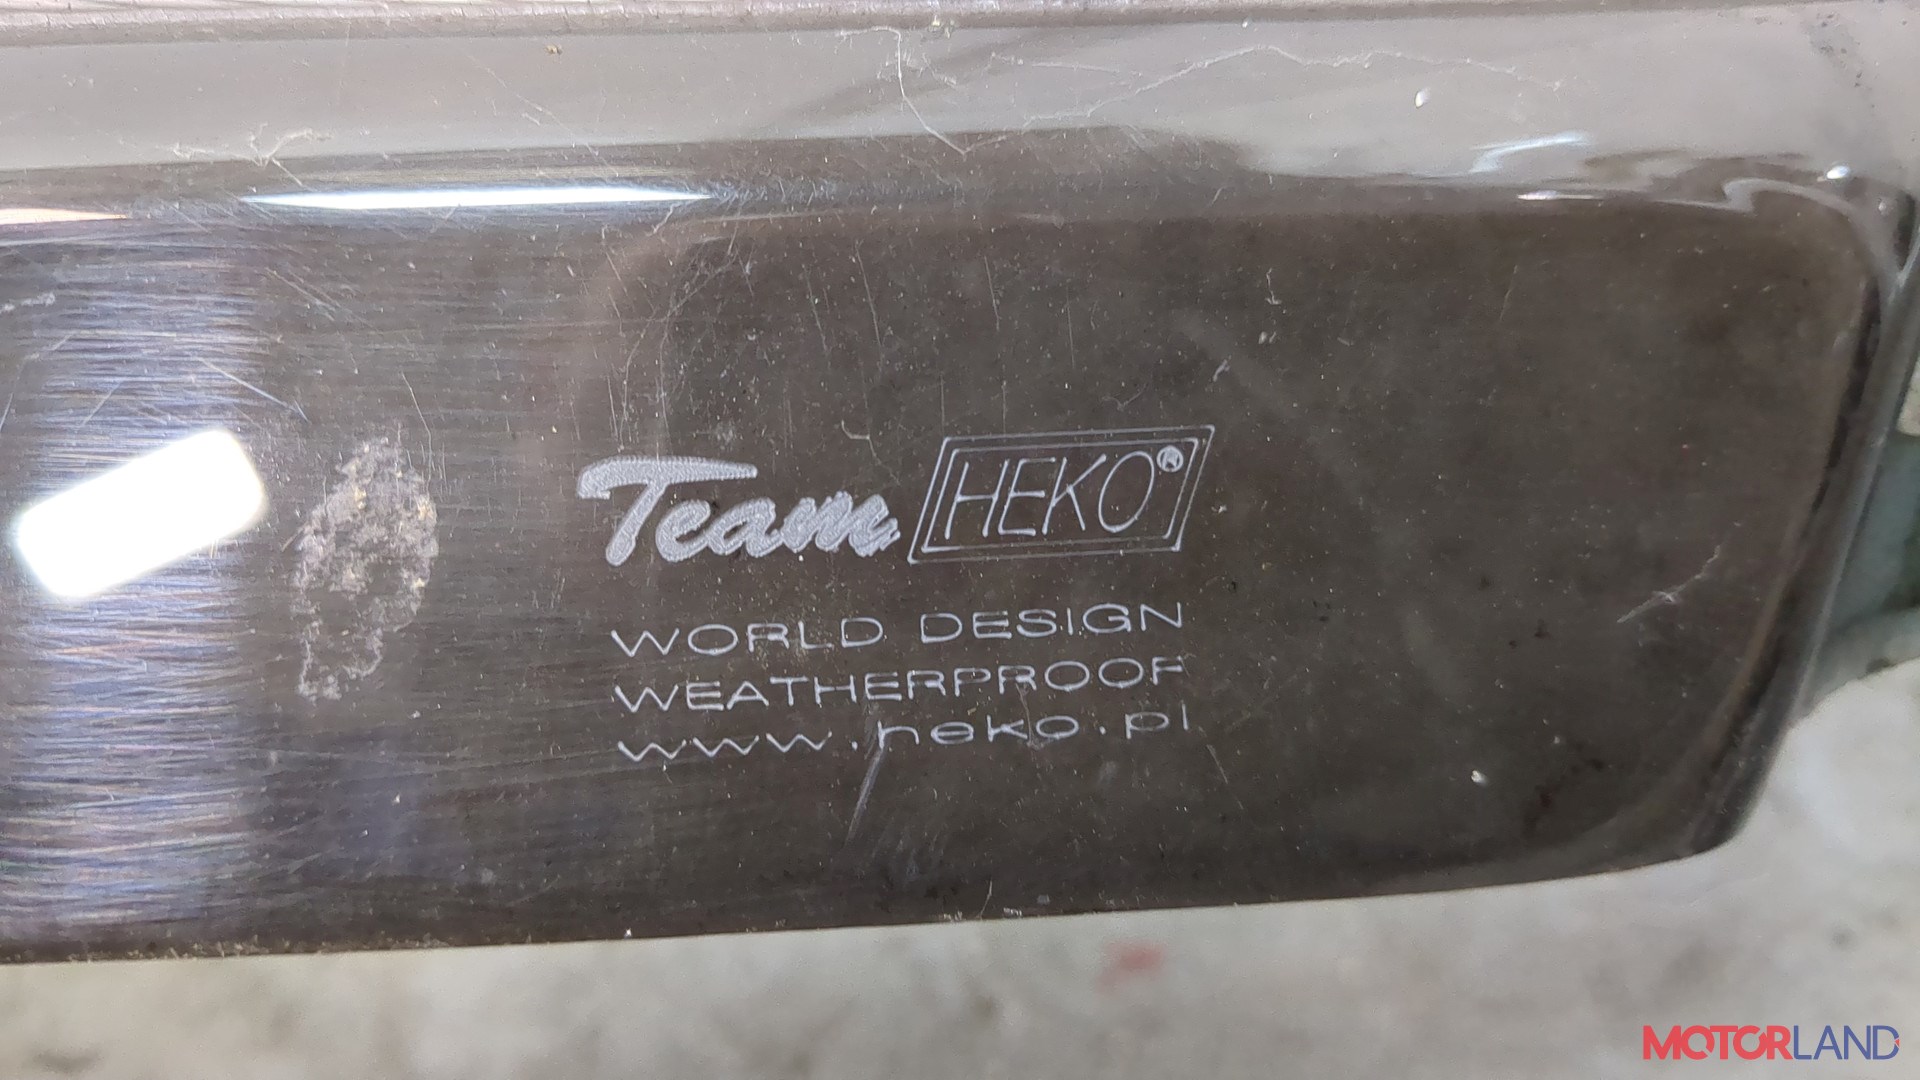 Team HEKO®
WORLD DESIGN
WEATHERPROOF
www.heko.pl
MOTORLAND